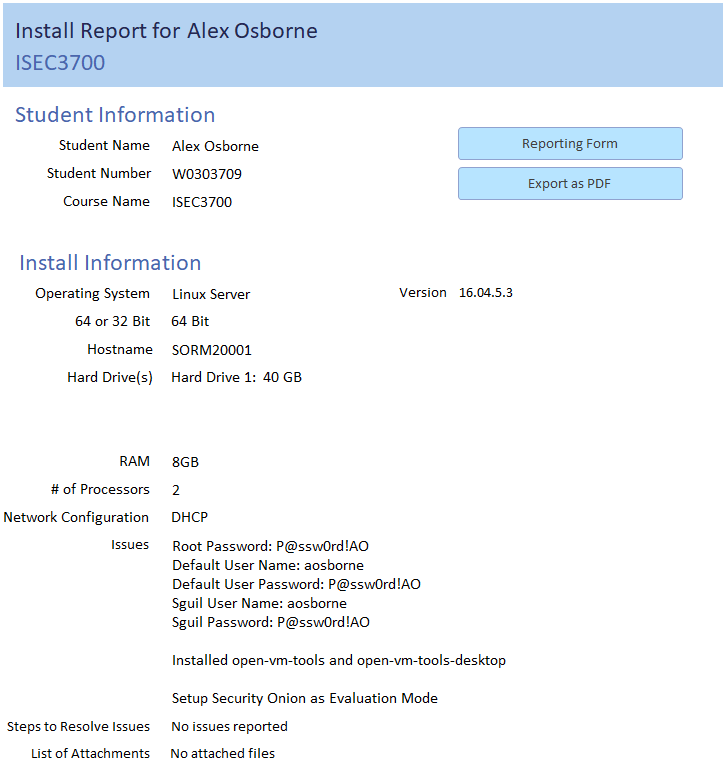 Install Report for Alex Osborne
ISEC3700
Student Information
Student Name Alex Osborne
Reporting Form
Student Number W0303709
Export as PDF
Course Name ISEC3700
Install Information
Operating System Linux Server Version 16.04.5.3
64 or 32 Bit 64 Bit
Hostname SORM20001
Hard Drive(s) Hard Drive 1: 40 GB
RAM 8GB
# of Processors 2
Network Configuration DHCP
Issues Root Password: P@ssw0rd!AO
Default User Name: aosborne
Default User Password: P@ssw0rd!AO
Sguil User Name: aosborne
Sguil Password: P@ssw0rd!AO
Installed open-vm-tools and open-vm-tools-desktop
Setup Security Onion as Evaluation Mode
Steps to Resolve Issues No issues reported
List of Attachments No attached files